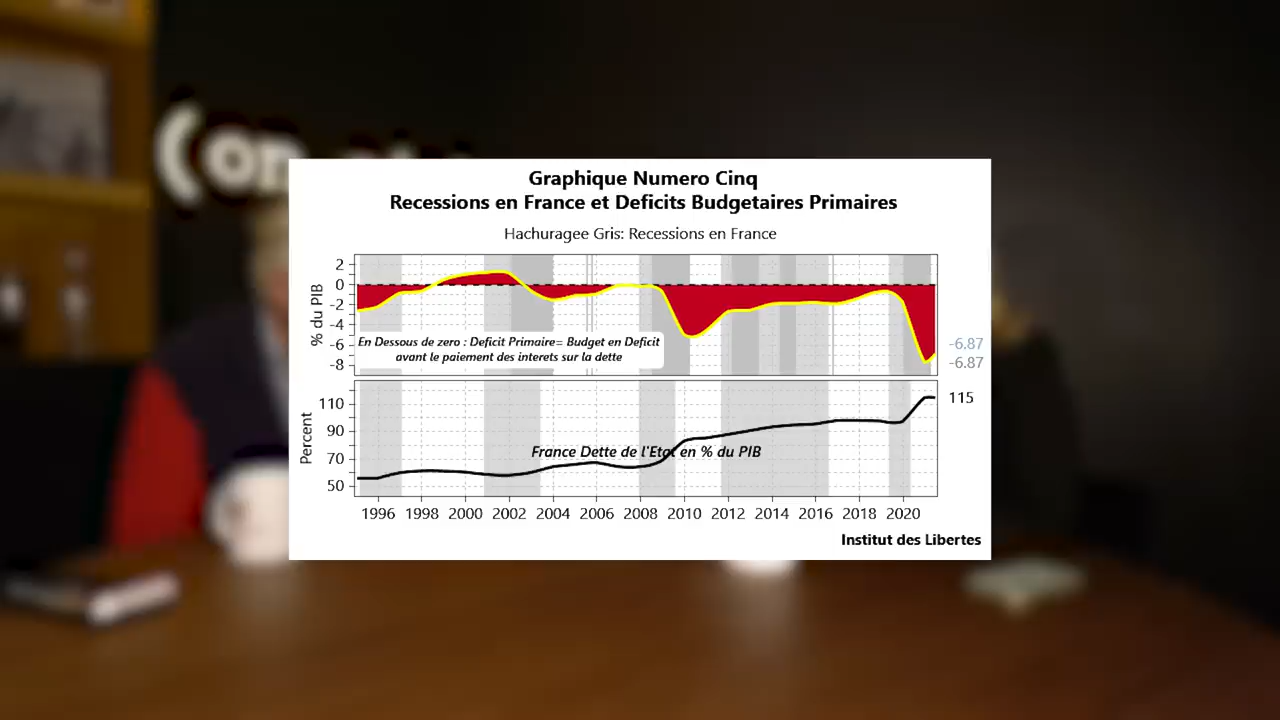 Graphique Numero Cinq
Recessions en France et Deficits Budgetaires Primaires
Hachuragee Gris: Recessions en France
% du PIB
2
0
-2
-4
-6
-8
En Dessous de zero : Deficit Primaire= Budget en Deficit
avant le paiement des interets sur la dette
-6.87
-6.87
Percent
110
90
70
50
France Dette de l'Etat en % du PIB
115
1996 1998 2000 2002 2004 2006 2008 2010 2012 2014 2016 2018 2020
Institut des Libertes